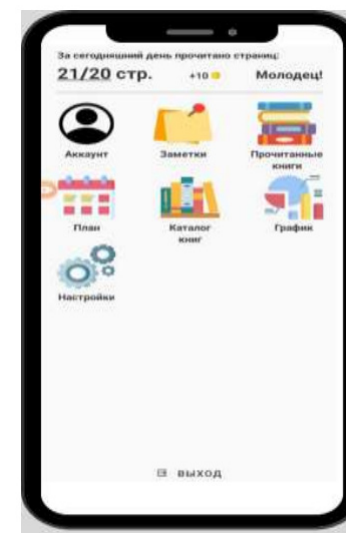 За сегодняшний день прочитано страниц:
21/20 стр. +10 Молодец!
Аккаунт Заметки Прочитанные
книги
План Каталог График
книг
Настройки
выход